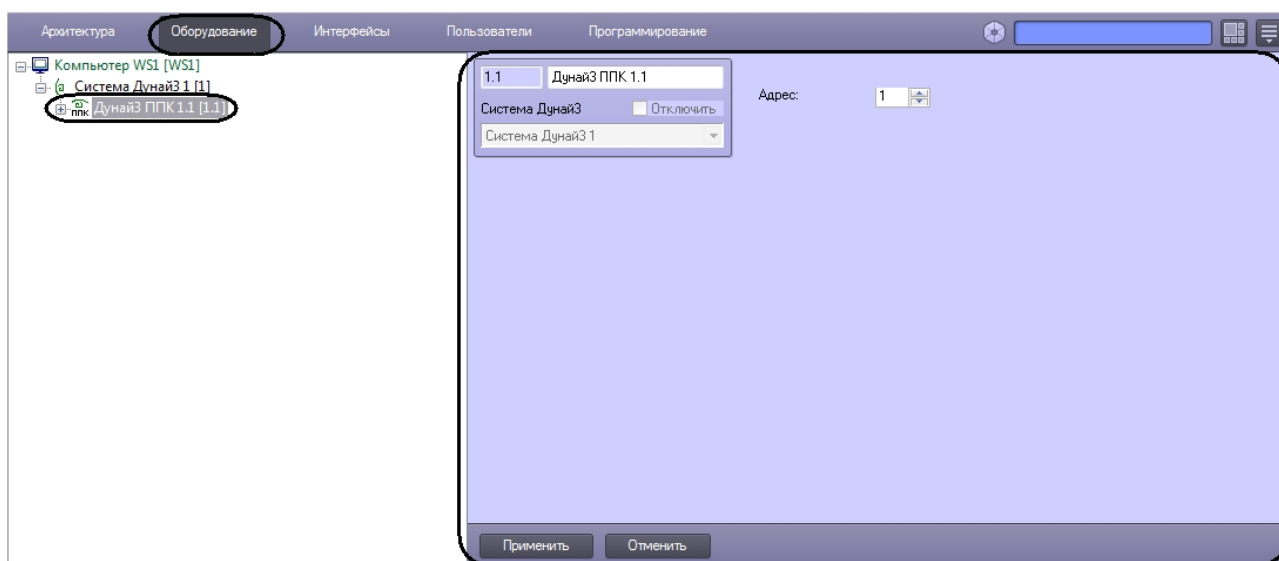 Архитектура Оборудование Интерфейсы Пользователи Программирование
Компьютер WS1 [WS1]
Система Дунай3 1 [1]
ппк Дунай3 ППК 1.1 [1.1]
1.1 Дунай3 ППК 1.1
Система Дунай3 Отключить
Система Дунай3 1
Адрес: 1
Применить Отменить